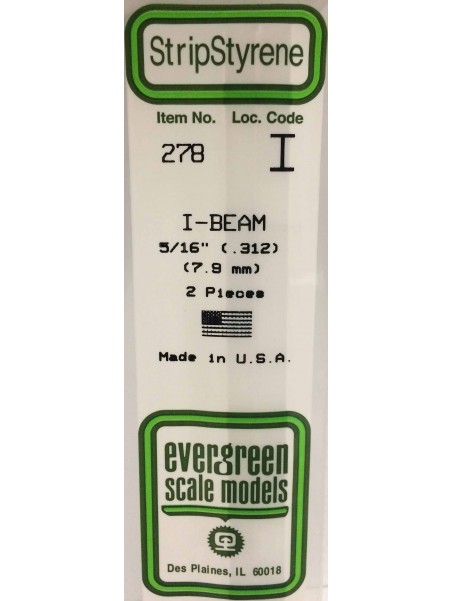 StripStyrene
Item No. Loc. Code
278 I
I-BEAM
5/16" (.312)
(7.9 mm)
2 Pieces
Made in U.S.A.
evergreen
scale models
Des Plaines, IL 60018